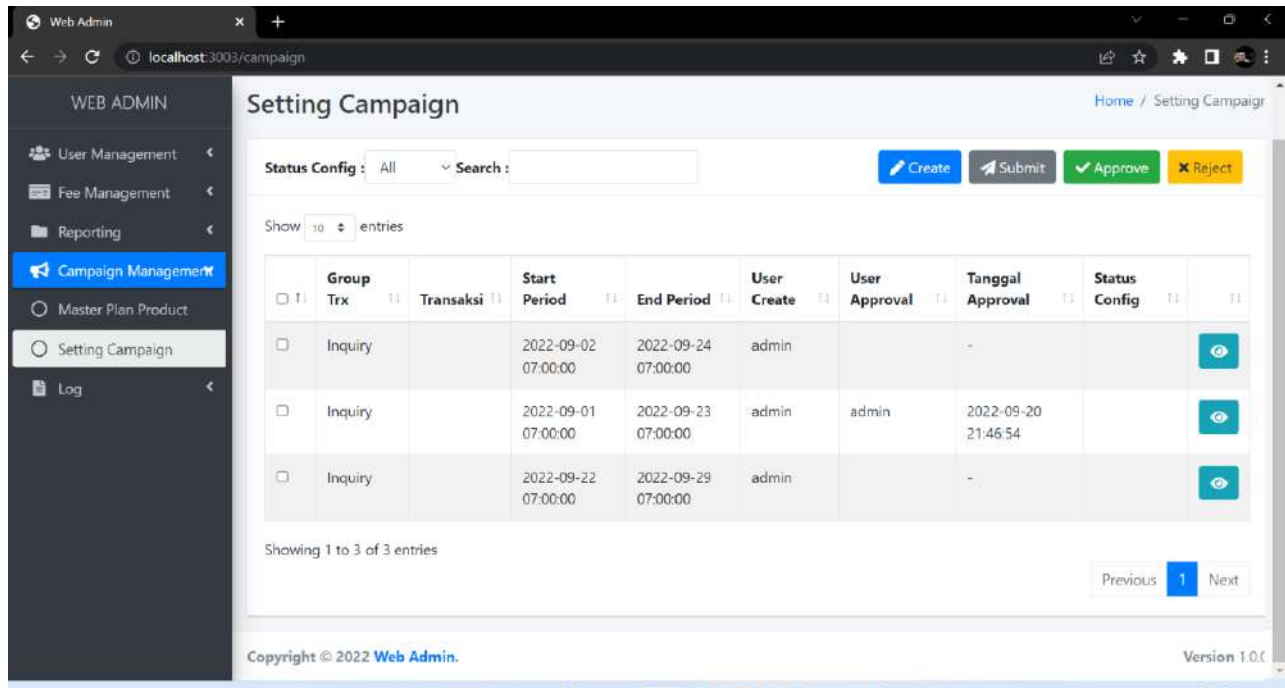 Web Admin
localhost:3003/campaign
WEB ADMIN
Setting Campaign
Home / Setting Campaign
User Management
Fee Management
Reporting
Campaign Management
Master Plan Product
Setting Campaign
Log
Status Config : All Search :
Create Submit Approve Reject
Show 10 entries
Group Trx Transaksi Start Period End Period User Create User Approval Tanggal Approval Status Config
Inquiry 2022-09-02 07:00:00 2022-09-24 07:00:00 admin -
Inquiry 2022-09-01 07:00:00 2022-09-23 07:00:00 admin admin 2022-09-20 21:46:54
Inquiry 2022-09-22 07:00:00 2022-09-29 07:00:00 admin -
Showing 1 to 3 of 3 entries
Previous 1 Next
Copyright © 2022 Web Admin.
Version 1.0.0